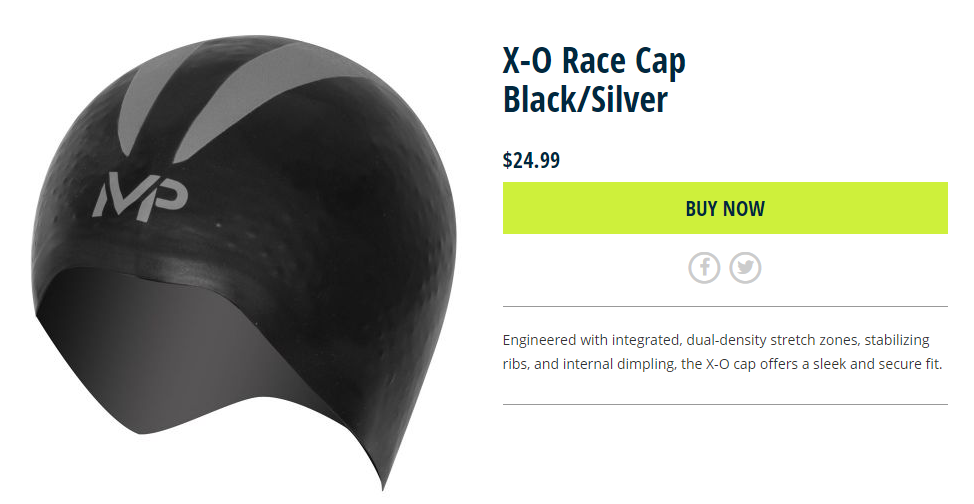 X-O Race Cap
Black/Silver
$24.99
BUY NOW
MP
Engineered with integrated, dual-density stretch zones, stabilizing
ribs, and internal dimpling, the X-O cap offers a sleek and secure fit.